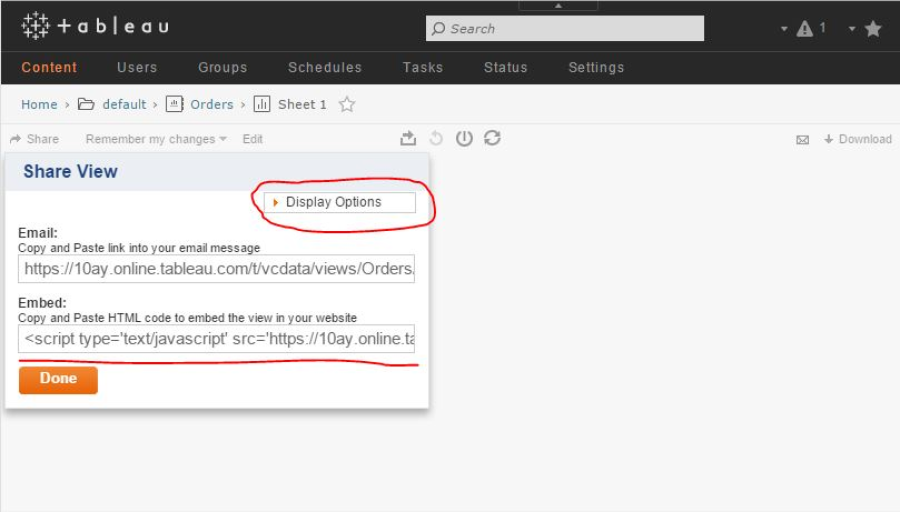 + a b | e a u
Search
1
Content Users Groups Schedules Tasks Status Settings
Home › default › Orders › Sheet 1
Share Remember my changes Edit Download
Share View
Display Options
Email:
Copy and Paste link into your email message
https://10ay.online.tableau.com/t/vcdata/views/Orders/
Embed:
Copy and Paste HTML code to embed the view in your website
<script type='text/javascript' src='https://10ay.online.ta
Done